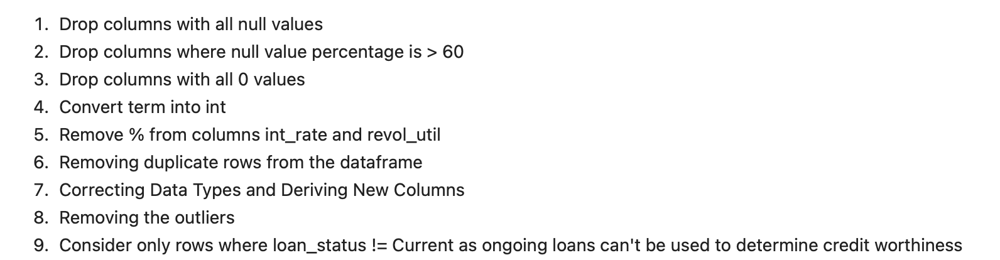 1. Drop columns with all null values
2. Drop columns where null value percentage is > 60
3. Drop columns with all 0 values
4. Convert term into int
5. Remove % from columns int_rate and revol_util
6. Removing duplicate rows from the dataframe
7. Correcting Data Types and Deriving New Columns
8. Removing the outliers
9. Consider only rows where loan_status != Current as ongoing loans can't be used to determine credit worthiness